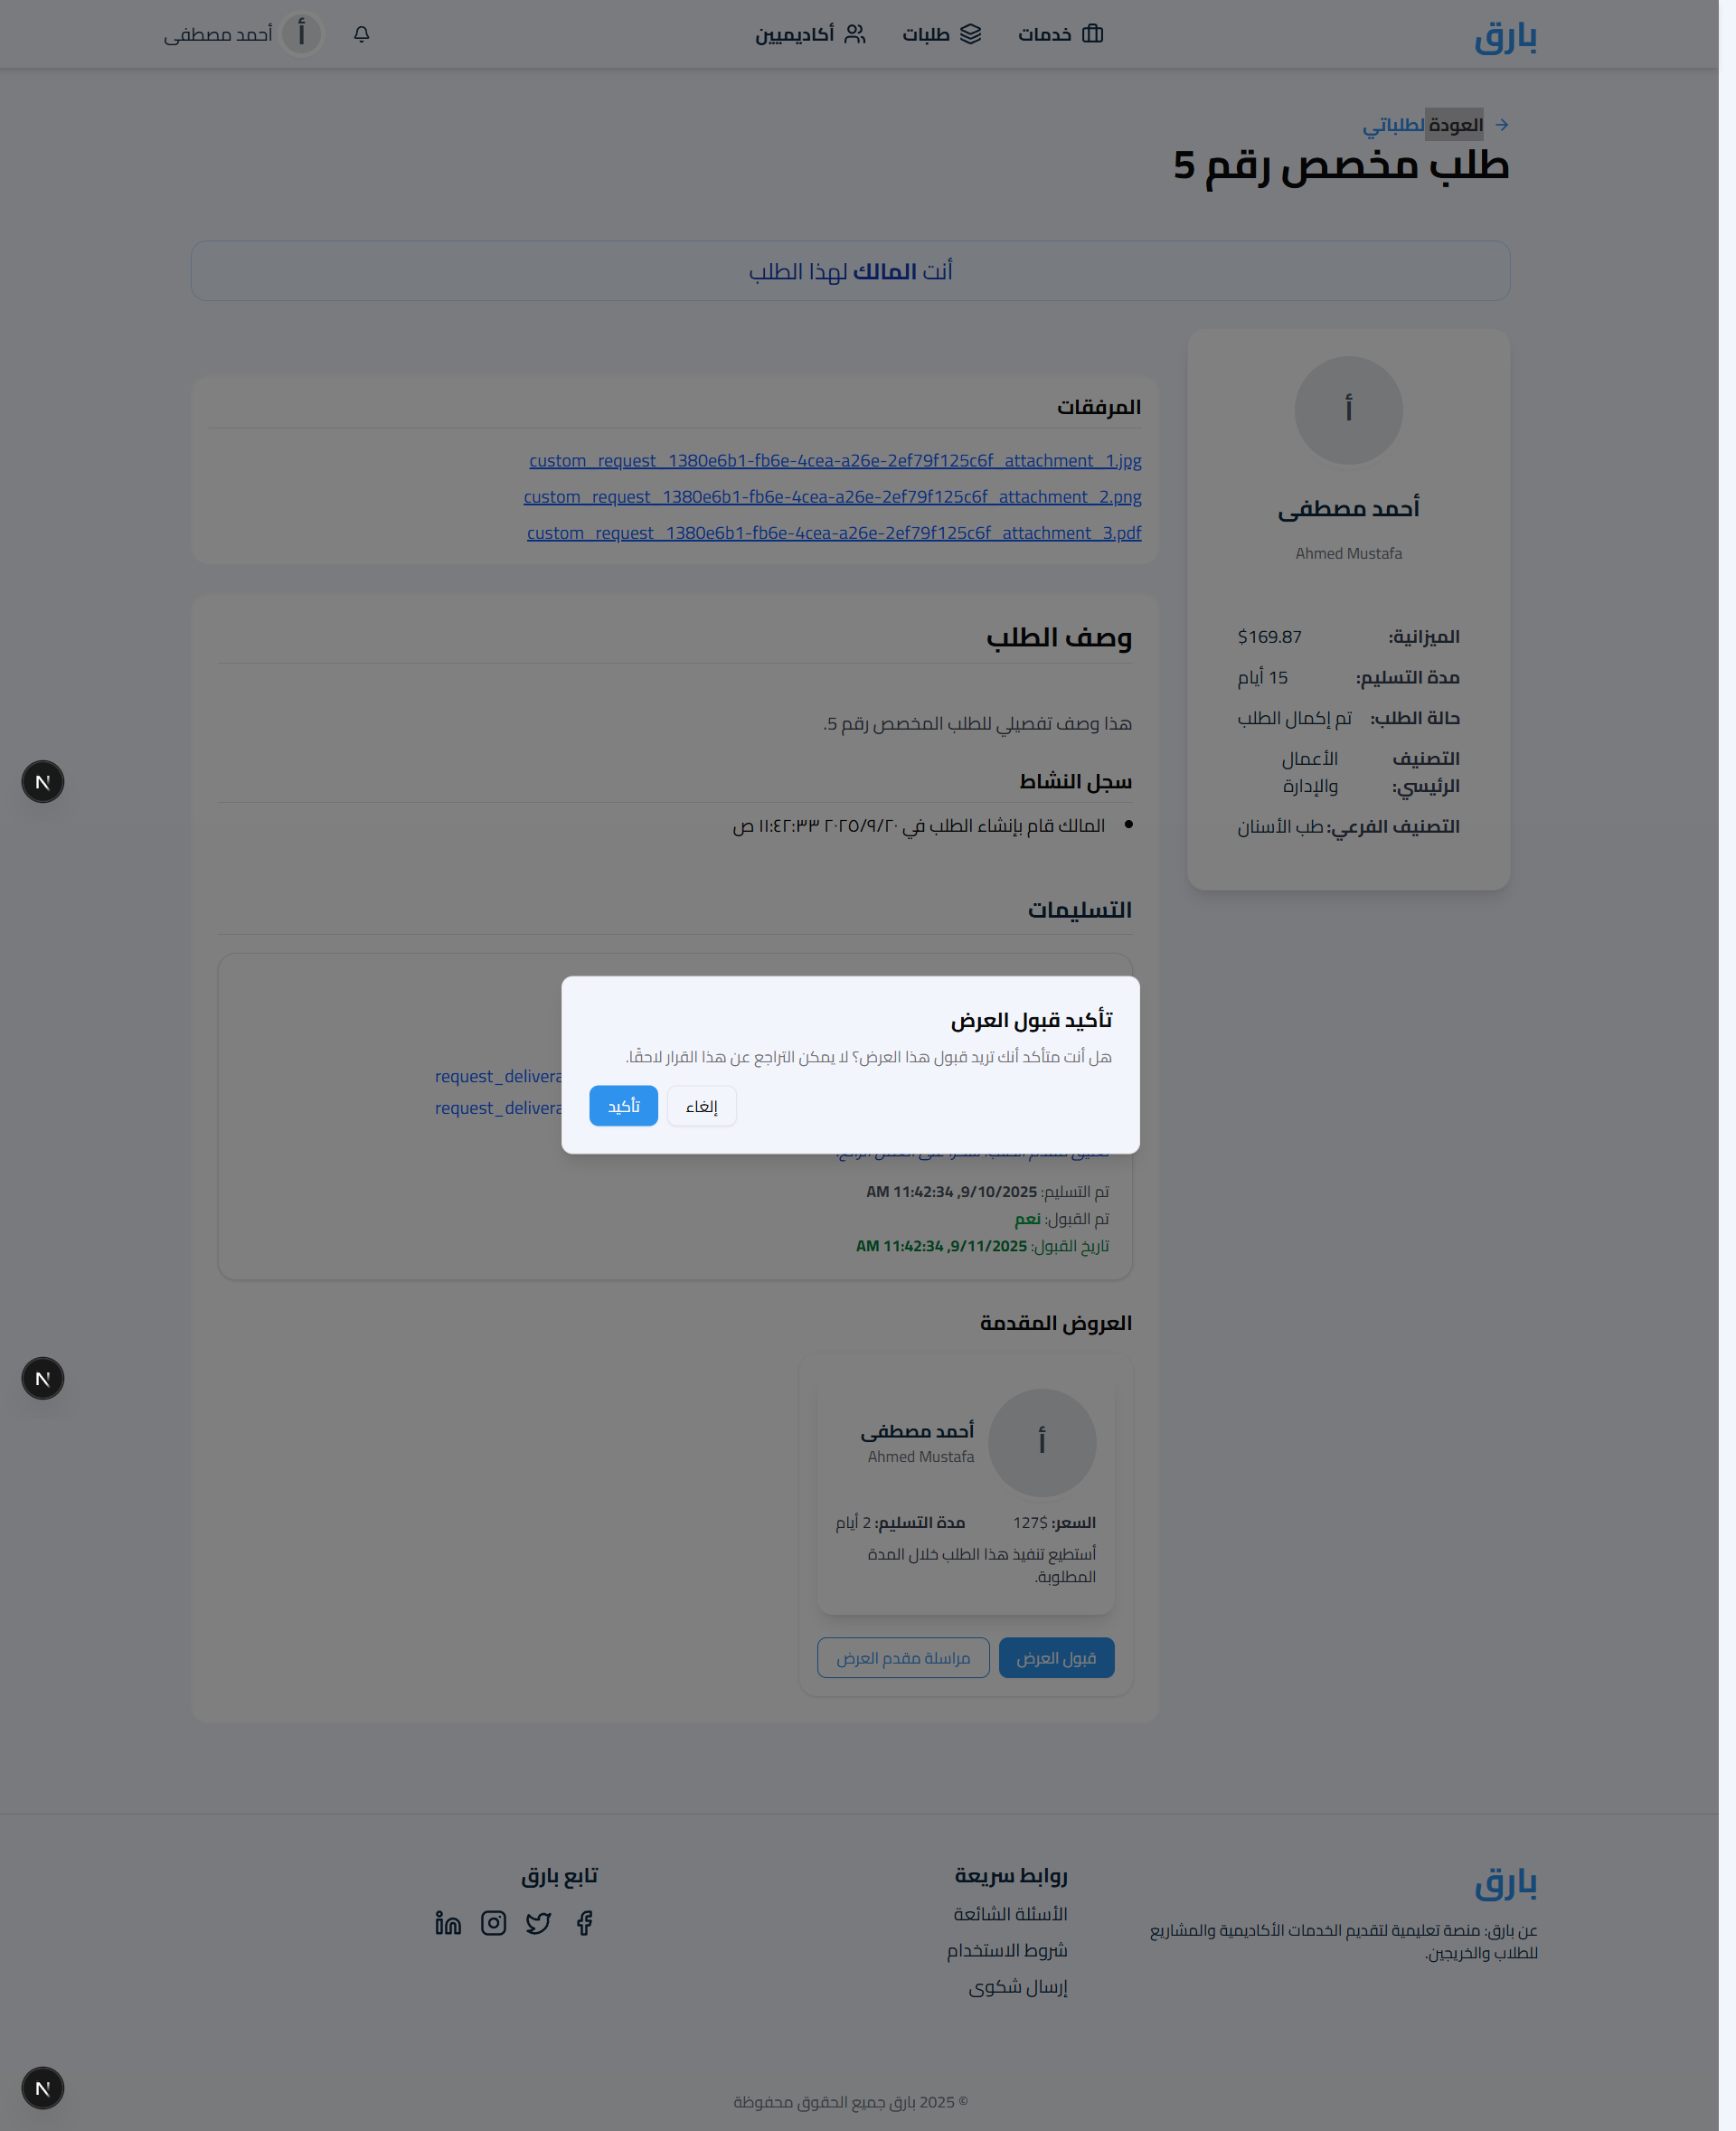 بارق
خدمات
طلبات
أكاديميين
أ
أحمد مصطفى
العودة لطلباتي
طلب مخصص رقم 5
أنت المالك لهذا الطلب
أ
أحمد مصطفى
Ahmed Mustafa
الميزانية: $169.87
مدة التسليم: 15 أيام
حالة الطلب: تم إكمال الطلب
التصنيف الرئيسي: الأعمال والإدارة
التصنيف الفرعي: طب الأسنان
المرفقات
custom_request_1380e6b1-fb6e-4cea-a26e-2ef79f125c6f_attachment_1.jpg
custom_request_1380e6b1-fb6e-4cea-a26e-2ef79f125c6f_attachment_2.png
custom_request_1380e6b1-fb6e-4cea-a26e-2ef79f125c6f_attachment_3.pdf
وصف الطلب
هذا وصف تفصيلي للطلب المخصص رقم 5.
سجل النشاط
المالك قام بإنشاء الطلب في ٢٠‏/٩‏/٢٠٢٥ ١١:٤٢:٣٣ ص
التسليمات
تأكيد قبول العرض
هل أنت متأكد أنك تريد قبول هذا العرض؟ لا يمكن التراجع عن هذا القرار لاحقًا.
إلغاء
تأكيد
request_delivera
request_delivera
تم التسليم: 9/10/2025, 11:42:34 AM
تم القبول: نعم
تاريخ القبول: 9/11/2025, 11:42:34 AM
العروض المقدمة
أ
أحمد مصطفى
Ahmed Mustafa
السعر: $127
مدة التسليم: 2 أيام
أستطيع تنفيذ هذا الطلب خلال المدة
المطلوبة.
قبول العرض
مراسلة مقدم العرض
بارق
عن بارق: منصة تعليمية لتقديم الخدمات الأكاديمية والمشاريع
للطلاب والخريجين.
روابط سريعة
الأسئلة الشائعة
شروط الاستخدام
إرسال شكوى
تابع بارق
© 2025 بارق جميع الحقوق محفوظة
N
N
N